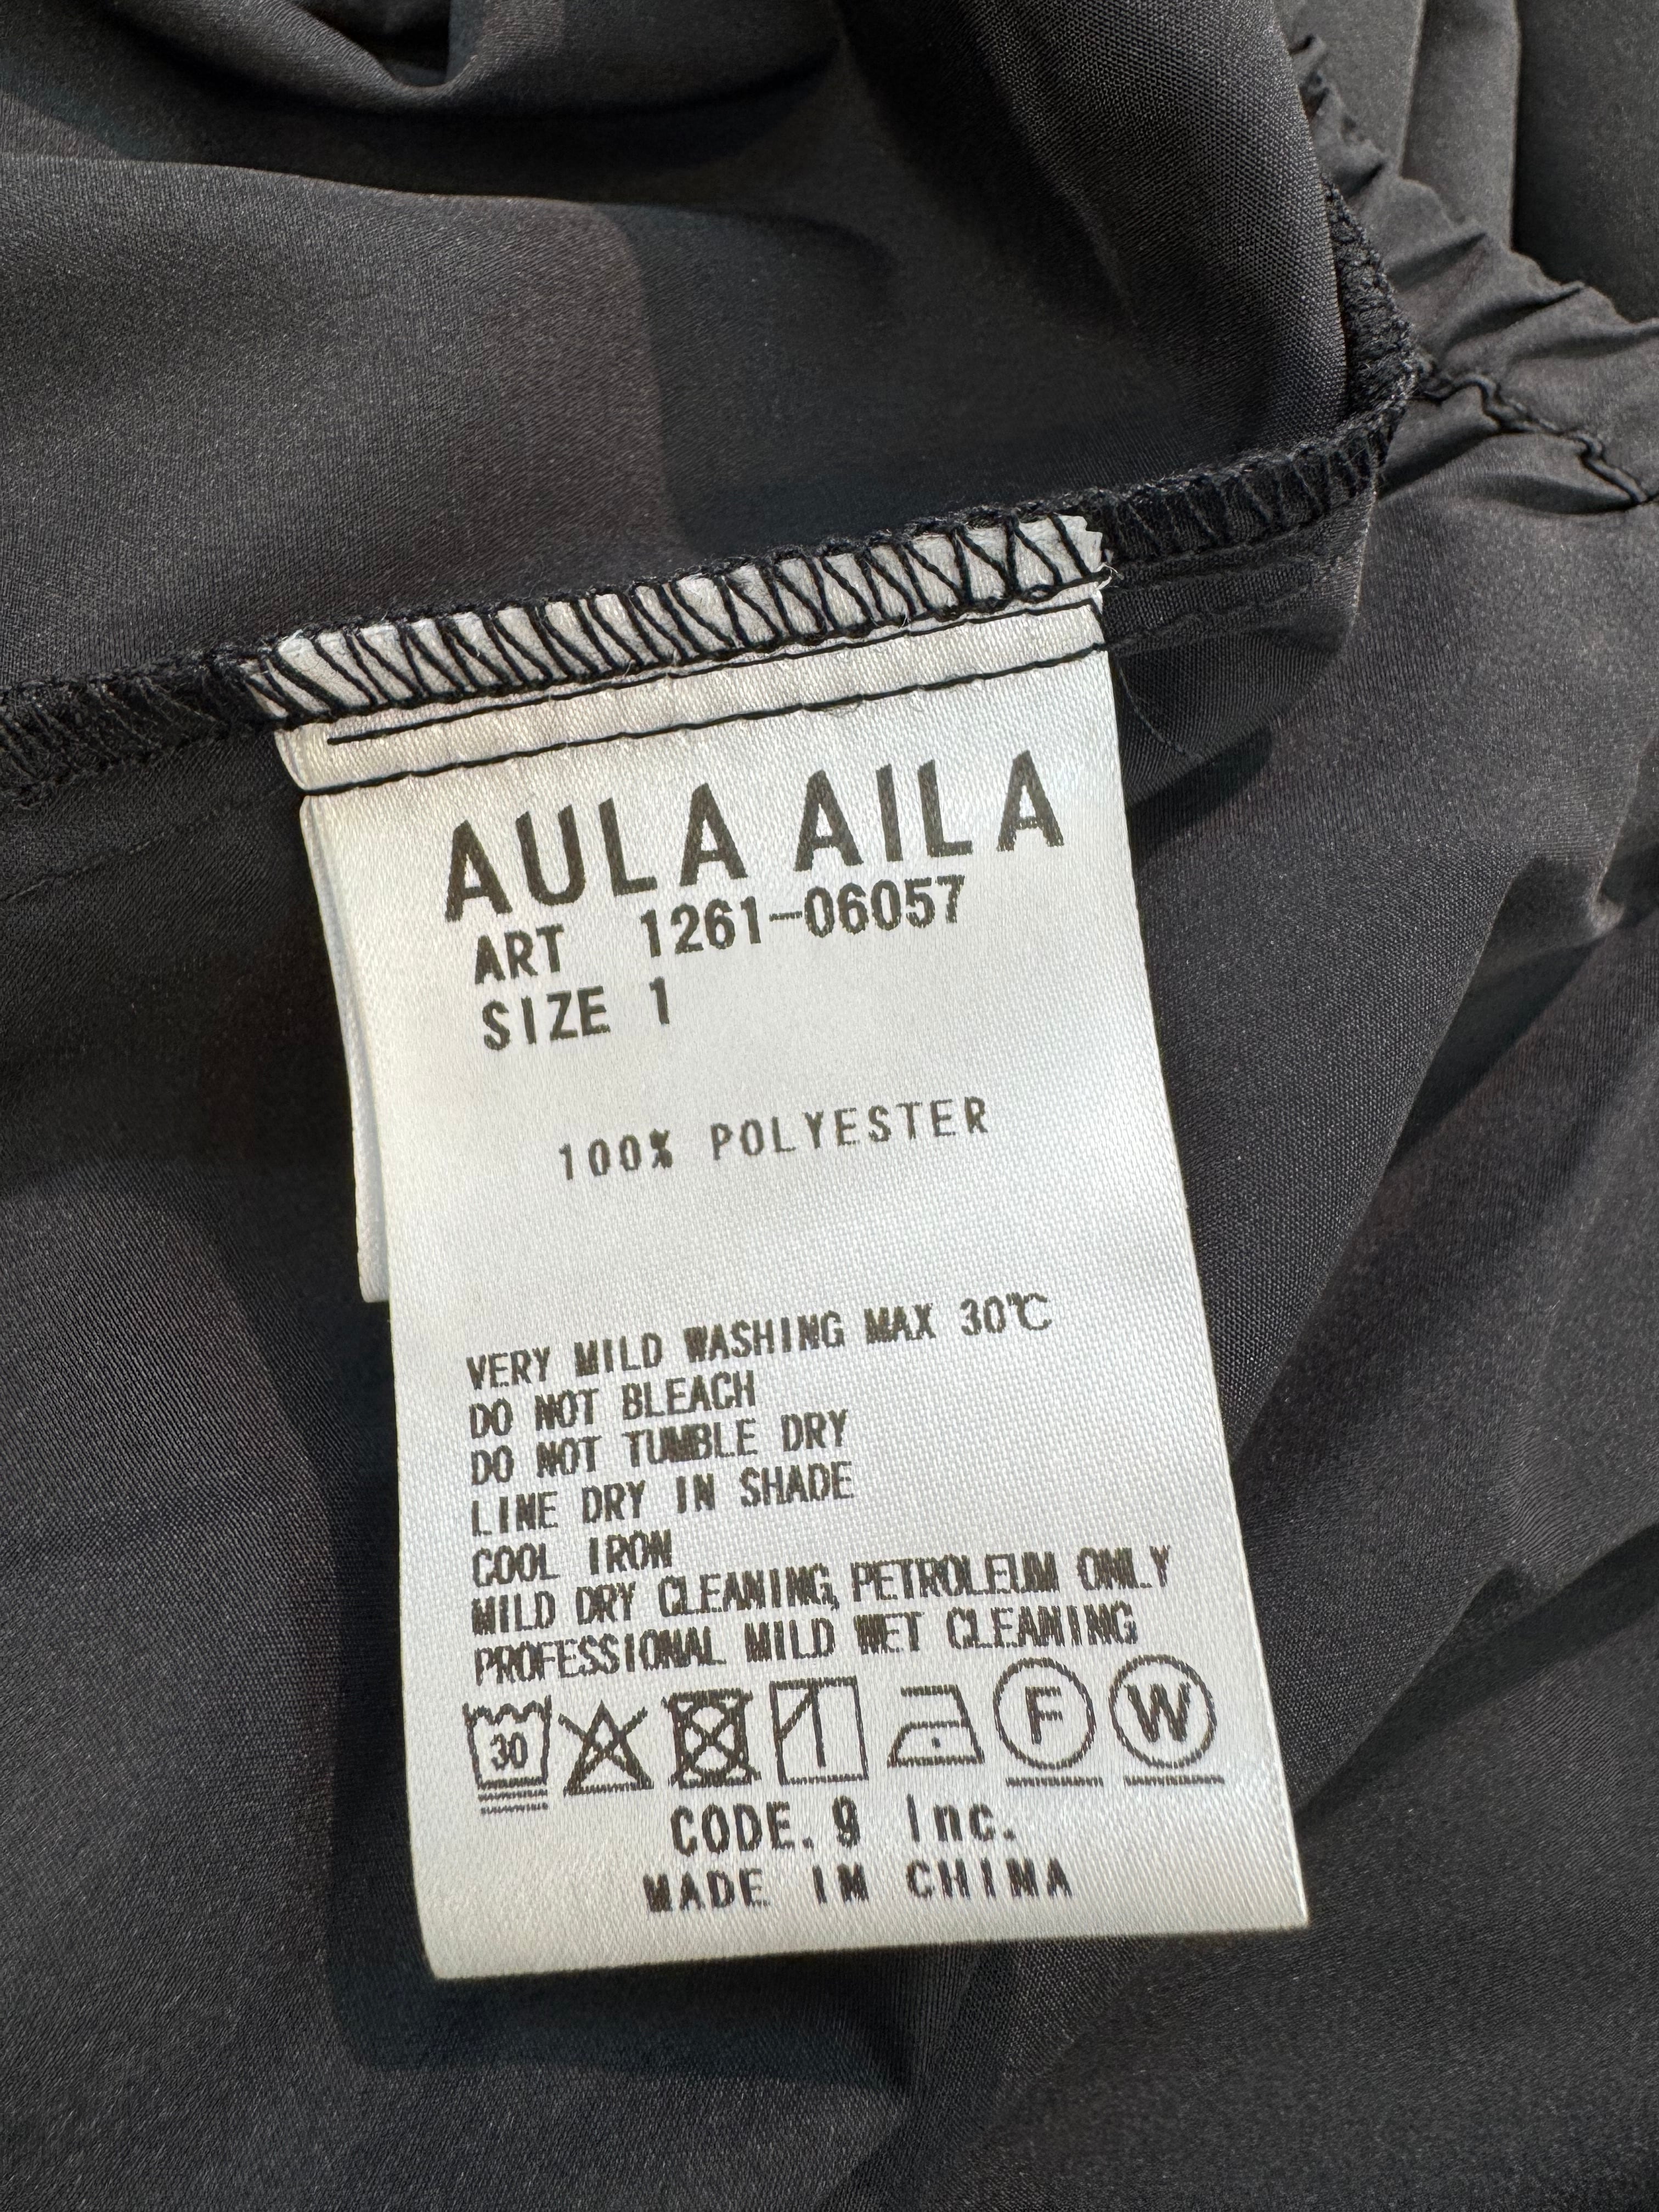 AULA AILA
ART 1261-06057
SIZE 1
100% POLYESTER
VERY MILD WASHING MAX 30℃
DO NOT BLEACH
DO NOT TUMBLE DRY
LINE DRY IN SHADE
COOL IRON
MILD DRY CLEANING, PETROLEUM ONLY
PROFESSIONAL MILD WET CLEANING
30 F W
CODE. 9 Inc.
MADE IN CHINA